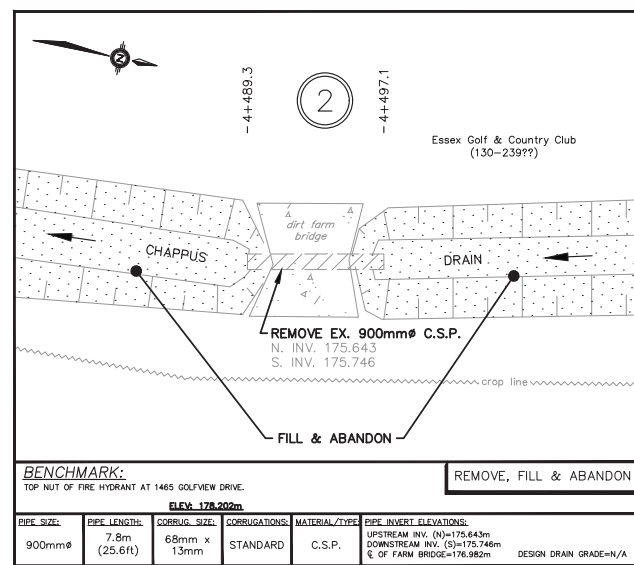 N
-4+489.3
2
-4+497.1
Essex Golf & Country Club
(130-239??)
dirt farm
bridge
CHAPPUS
DRAIN
REMOVE EX. 900mmø C.S.P.
N. INV. 175.643
S. INV. 175.746
crop line
FILL & ABANDON
BENCHMARK:
TOP NUT OF FIRE HYDRANT AT 1465 GOLFVIEW DRIVE.
ELEV: 178.202m
REMOVE, FILL & ABANDON
PIPE SIZE: PIPE LENGTH: CORRUG. SIZE: CORRUGATIONS: MATERIAL/TYPE: PIPE INVERT ELEVATIONS:
900mmø 7.8m (25.6ft) 68mm x 13mm STANDARD C.S.P.
UPSTREAM INV. (N)=175.643m
DOWNSTREAM INV. (S)=175.746m
℄ OF FARM BRIDGE=176.982m DESIGN DRAIN GRADE=N/A